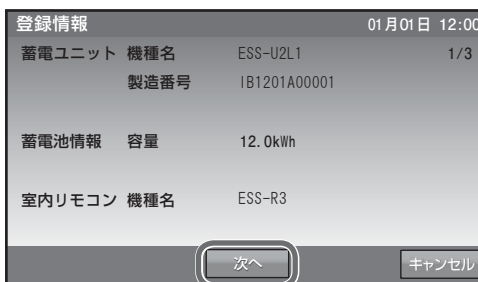 登録情報 01月01日 12:00
蓄電ユニット 機種名 ESS-U2L1 1/3
製造番号 IB1201A00001
蓄電池情報 容量 12.0kWh
室内リモコン 機種名 ESS-R3
次へ キャンセル